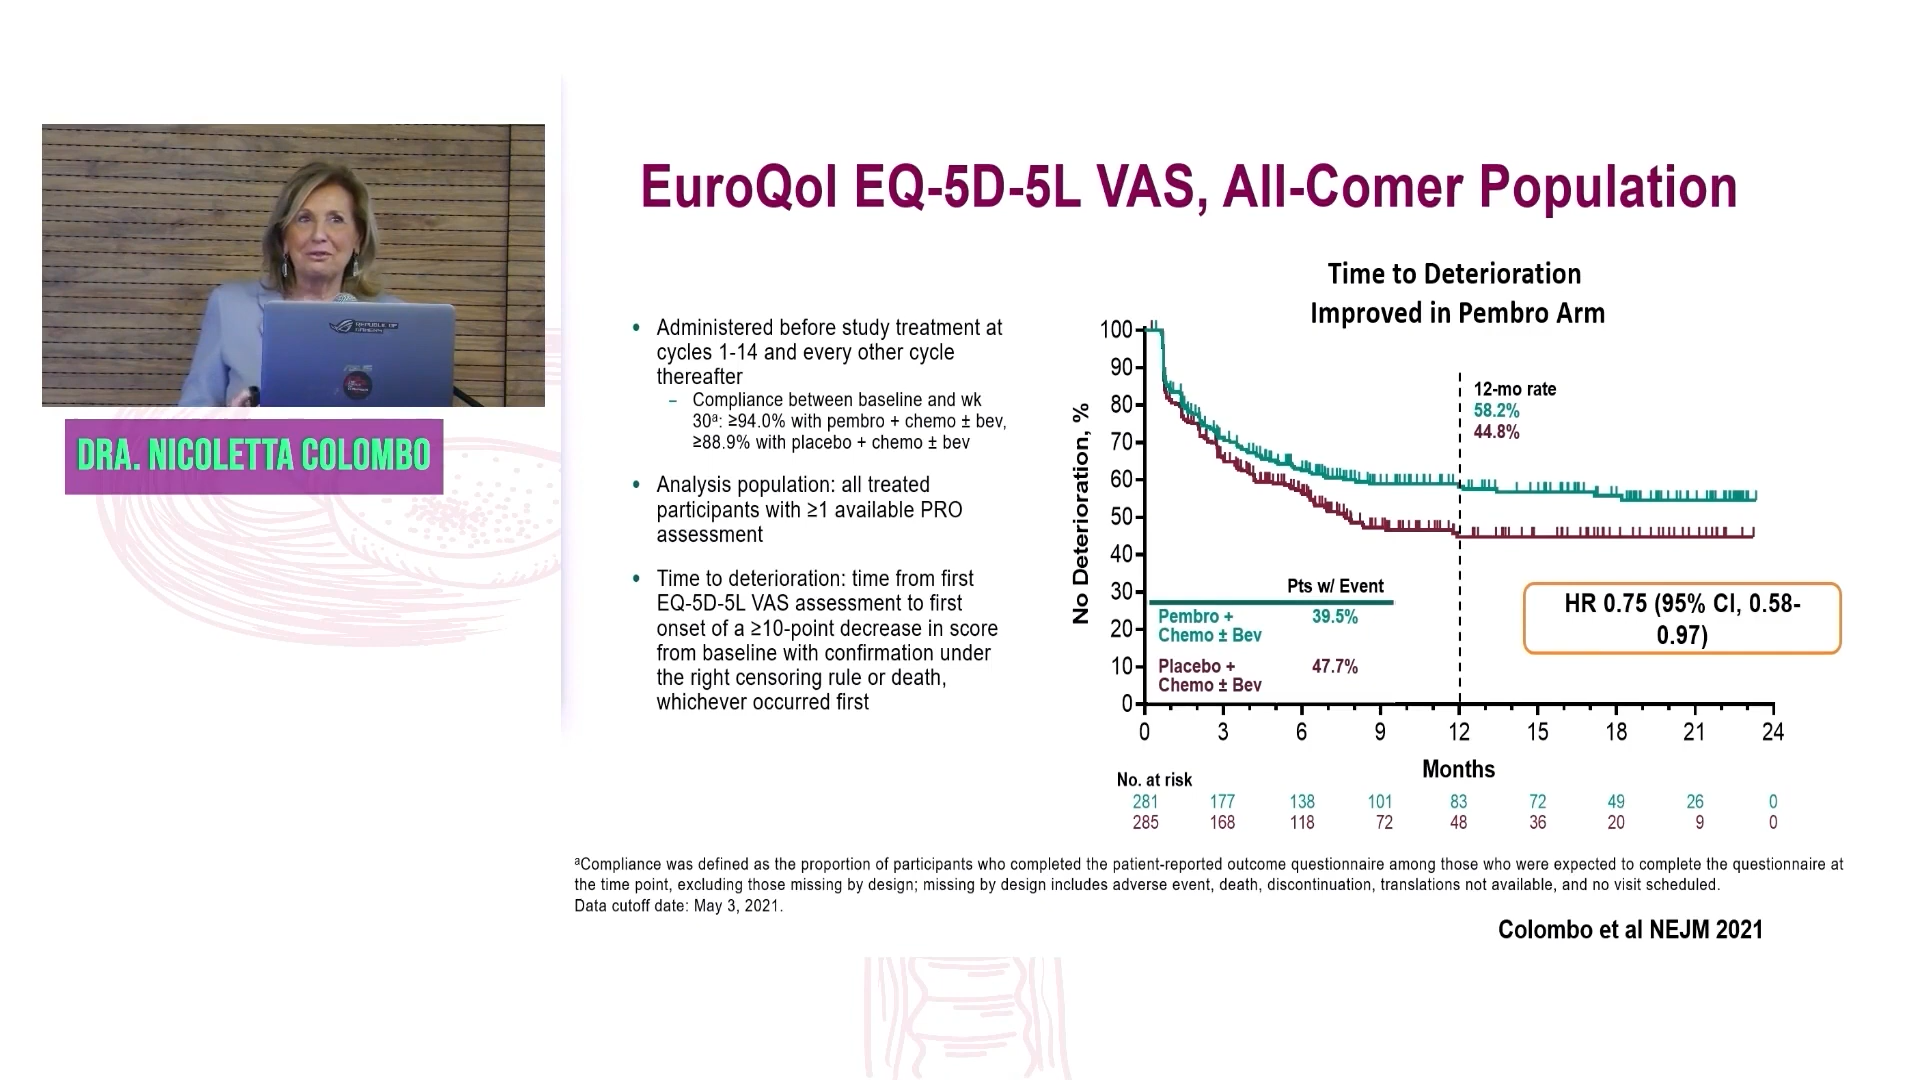 EuroQol EQ-5D-5L VAS, All-Comer Population
REPUBLIC OF
GAMERS
DRA. NICOLETTA COLOMBO
• Administered before study treatment at
cycles 1-14 and every other cycle
thereafter
– Compliance between baseline and wk
30ᵃ: ≥94.0% with pembro + chemo ± bev,
≥88.9% with placebo + chemo ± bev
• Analysis population: all treated
participants with ≥1 available PRO
assessment
• Time to deterioration: time from first
EQ-5D-5L VAS assessment to first
onset of a ≥10-point decrease in score
from baseline with confirmation under
the right censoring rule or death,
whichever occurred first
Time to Deterioration
Improved in Pembro Arm
No Deterioration, %
100
90
80
70
60
50
40
30
20
10
0
12-mo rate
58.2%
44.8%
Pts w/ Event
Pembro + 39.5%
Chemo ± Bev
Placebo + 47.7%
Chemo ± Bev
HR 0.75 (95% CI, 0.58-
0.97)
0 3 6 9 12 15 18 21 24
Months
No. at risk
281 177 138 101 83 72 49 26 0
285 168 118 72 48 36 20 9 0
ᵃCompliance was defined as the proportion of participants who completed the patient-reported outcome questionnaire among those who were expected to complete the questionnaire at
the time point, excluding those missing by design; missing by design includes adverse event, death, discontinuation, translations not available, and no visit scheduled.
Data cutoff date: May 3, 2021.
Colombo et al NEJM 2021